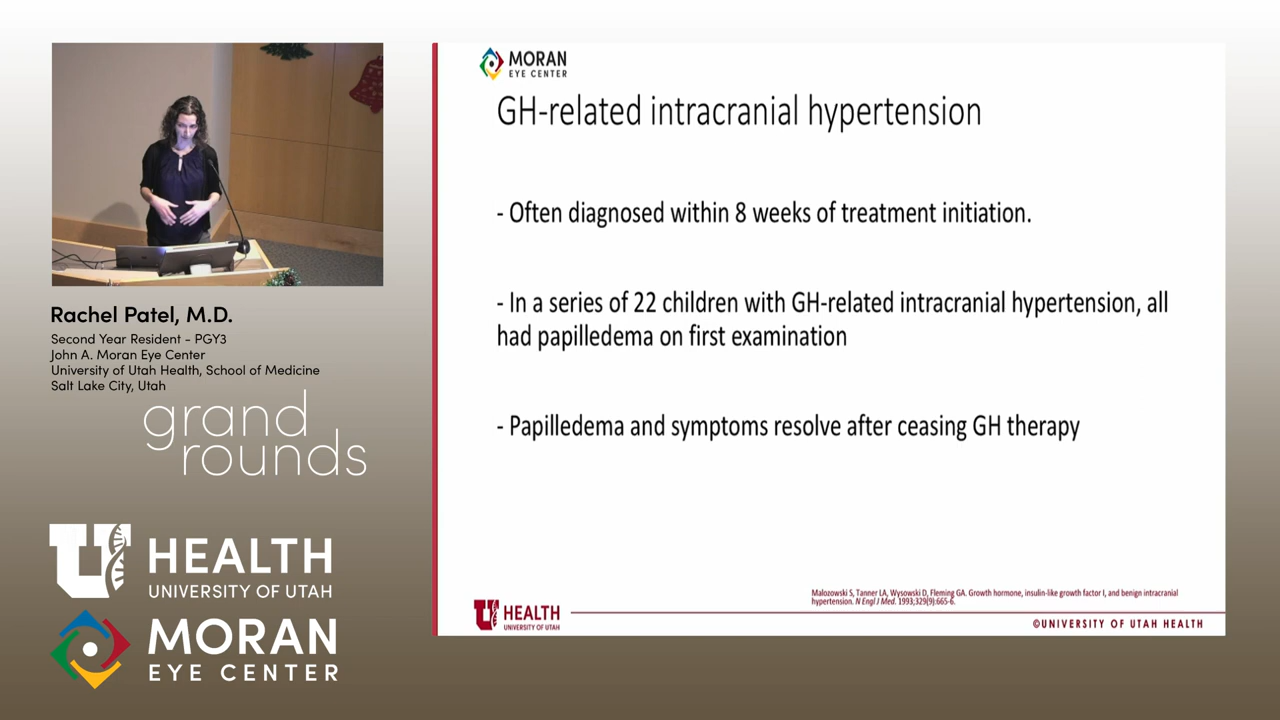 Rachel Patel, M.D.
Second Year Resident - PGY3
John A. Moran Eye Center
University of Utah Health, School of Medicine
Salt Lake City, Utah
grand
rounds
U HEALTH
UNIVERSITY OF UTAH
MORAN
EYE CENTER
MORAN
EYE CENTER
GH-related intracranial hypertension
- Often diagnosed within 8 weeks of treatment initiation.
- In a series of 22 children with GH-related intracranial hypertension, all
had papilledema on first examination
- Papilledema and symptoms resolve after ceasing GH therapy
Malozowski S, Tanner LA, Wysowski D, Fleming GA. Growth hormone, insulin-like growth factor I, and benign intracranial
hypertension. N Engl J Med. 1993;329(9):665-6.
U HEALTH
UNIVERSITY OF UTAH
©UNIVERSITY OF UTAH HEALTH